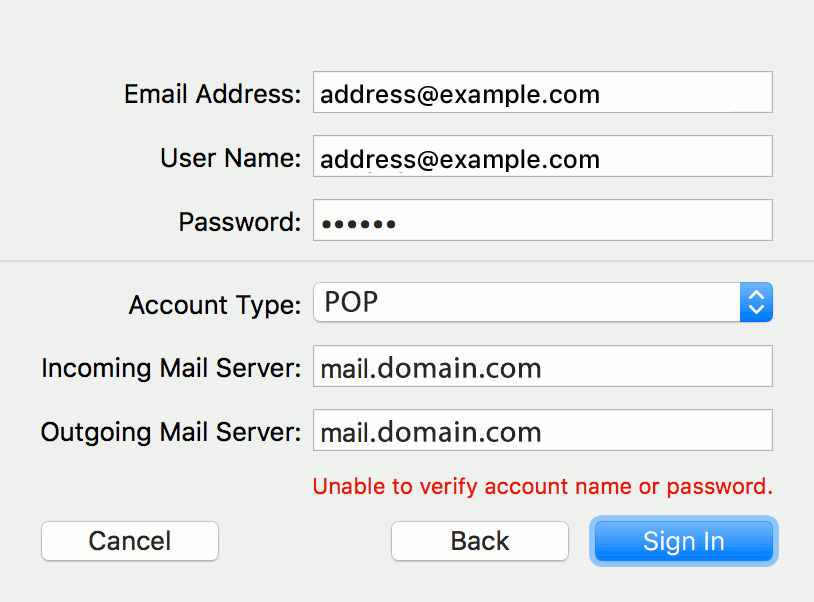 Email Address: address@example.com
User Name: address@example.com
Password: ••••••
Account Type: POP
Incoming Mail Server: mail.domain.com
Outgoing Mail Server: mail.domain.com
Unable to verify account name or password.
Cancel Back Sign In